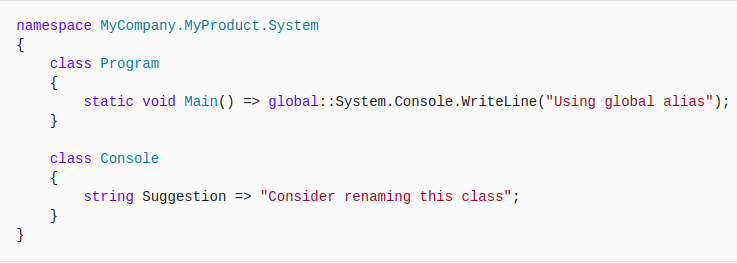 namespace MyCompany.MyProduct.System
{
    class Program
    {
        static void Main() => global::System.Console.WriteLine("Using global alias");
    }

    class Console
    {
        string Suggestion => "Consider renaming this class";
    }
}